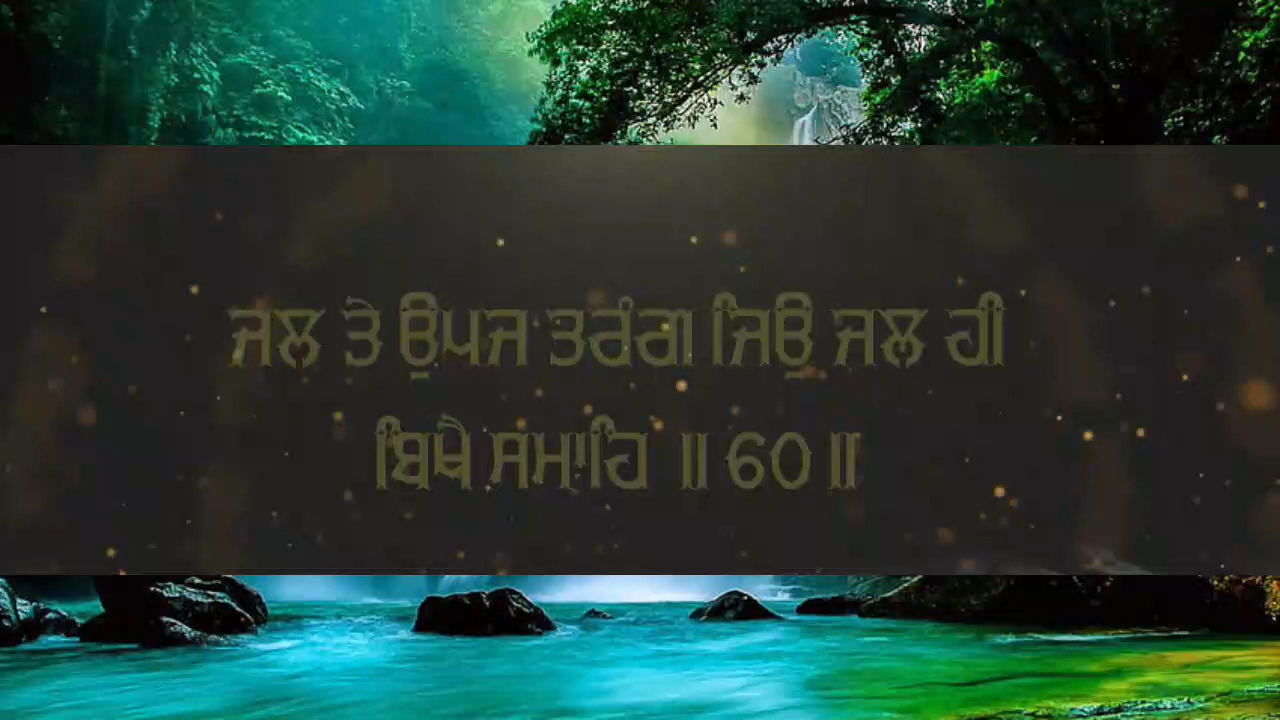 ਜਲ ਤੇ ਉਪਜ ਤਰੰਗ ਜਿਉ ਜਲ ਹੀ
ਬਿਖੈ ਸਮਾਹਿ ॥ 60 ॥